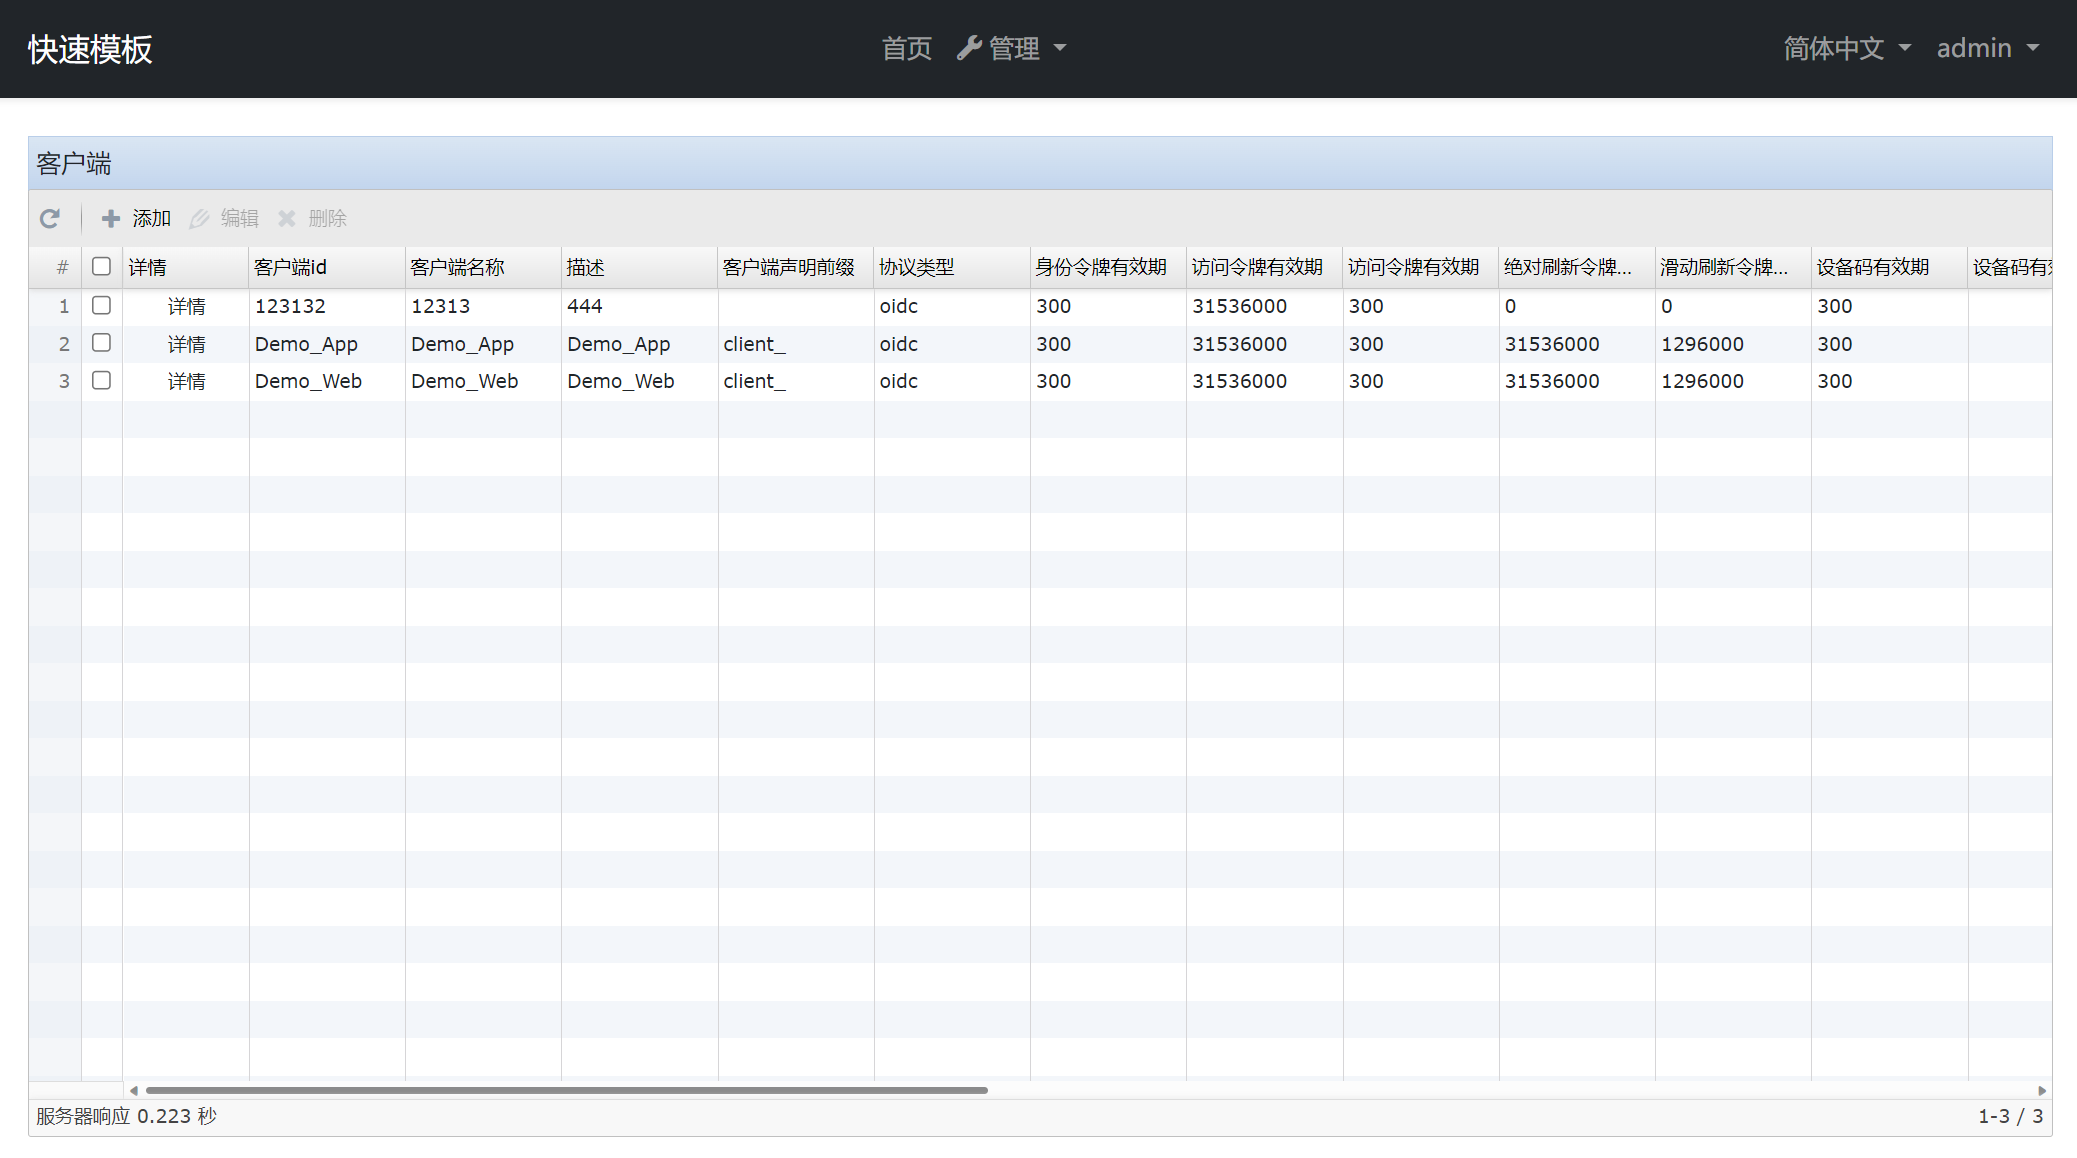 快速模板 首页 管理 简体中文 admin
客户端
添加 编辑 删除
# 详情 客户端id 客户端名称 描述 客户端声明前缀 协议类型 身份令牌有效期 访问令牌有效期 访问令牌有效期 绝对刷新令牌... 滑动刷新令牌... 设备码有效期 设备码有
1 详情 123132 12313 444 oidc 300 31536000 300 0 0 300
2 详情 Demo_App Demo_App Demo_App client_ oidc 300 31536000 300 31536000 1296000 300
3 详情 Demo_Web Demo_Web Demo_Web client_ oidc 300 31536000 300 31536000 1296000 300
服务器响应 0.223 秒 1-3 / 3